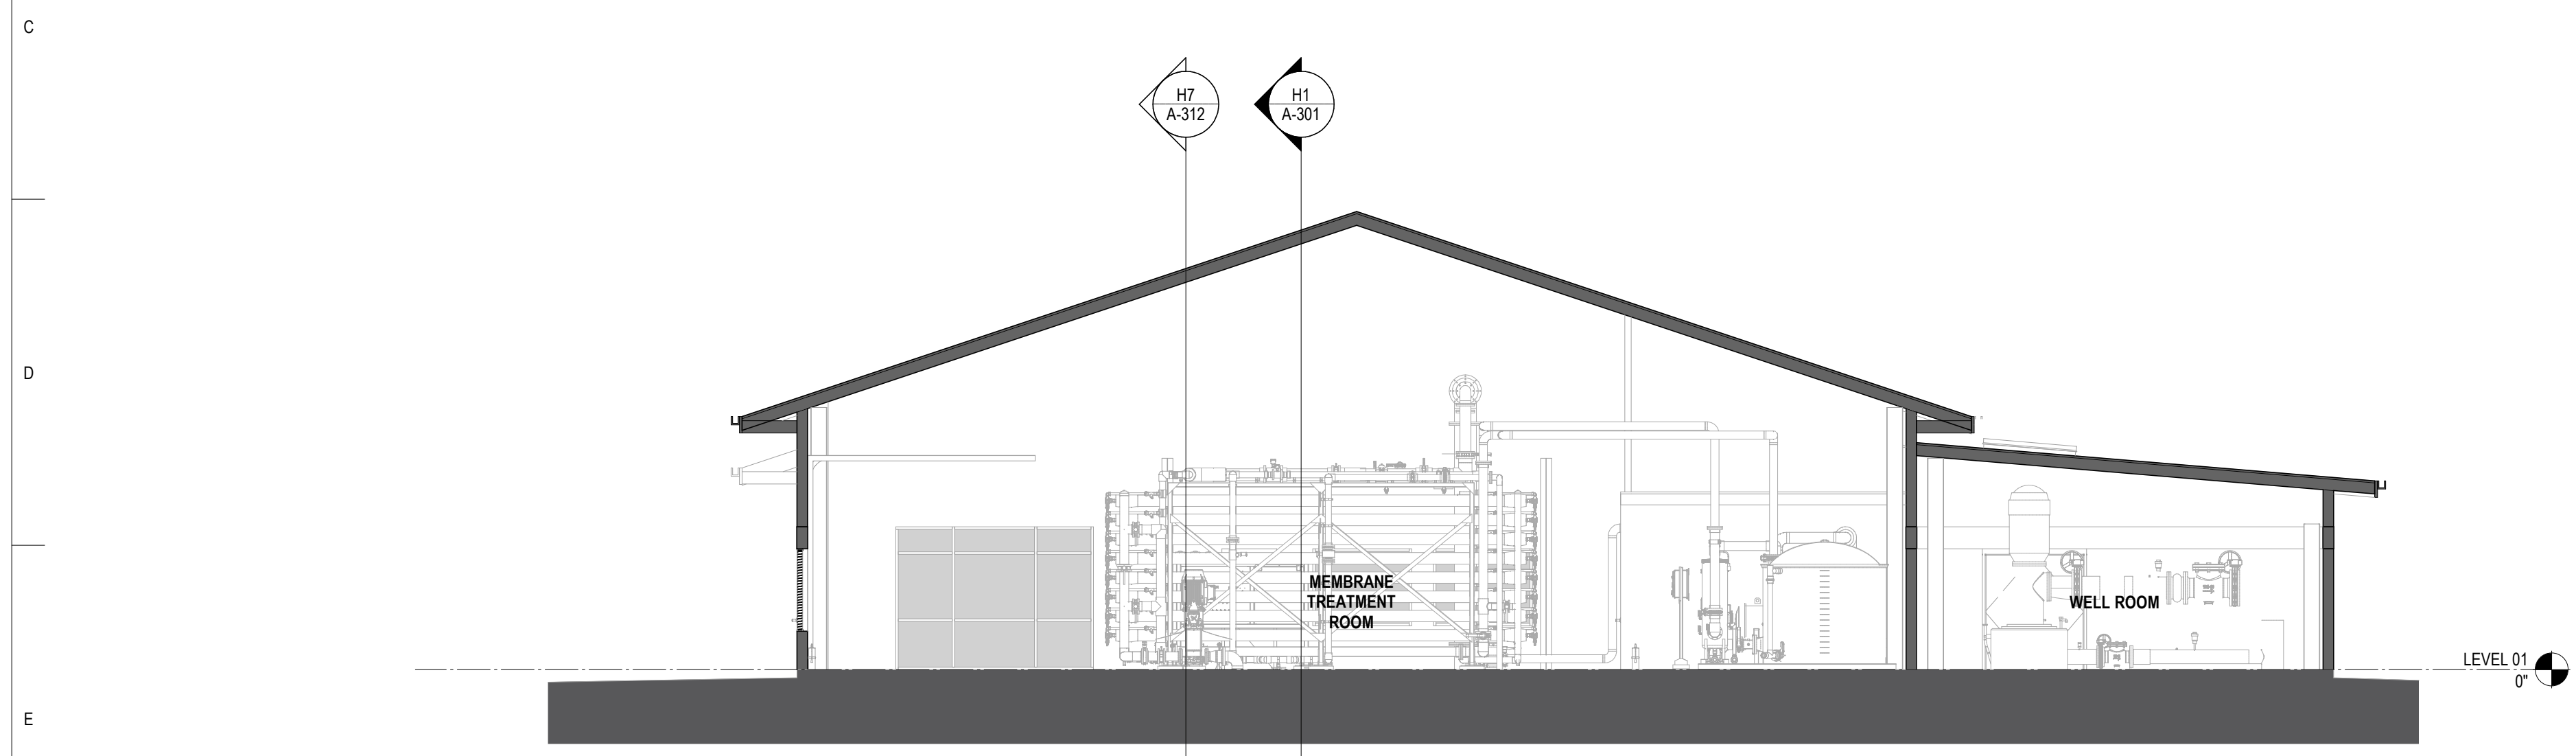 C
H7
A-312
H1
A-301
D
MEMBRANE
TREATMENT
ROOM
WELL ROOM
LEVEL 01
0"
E